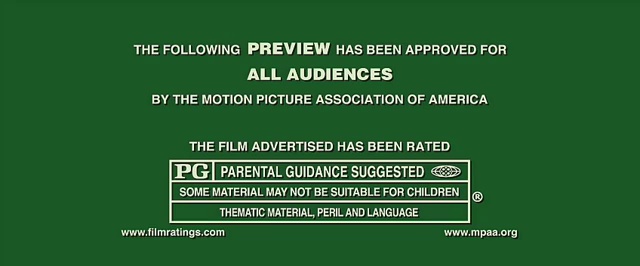 THE FOLLOWING PREVIEW HAS BEEN APPROVED FOR
ALL AUDIENCES
BY THE MOTION PICTURE ASSOCIATION OF AMERICA
THE FILM ADVERTISED HAS BEEN RATED
PG PARENTAL GUIDANCE SUGGESTED
SOME MATERIAL MAY NOT BE SUITABLE FOR CHILDREN ®
THEMATIC MATERIAL, PERIL AND LANGUAGE
www.filmratings.com www.mpaa.org